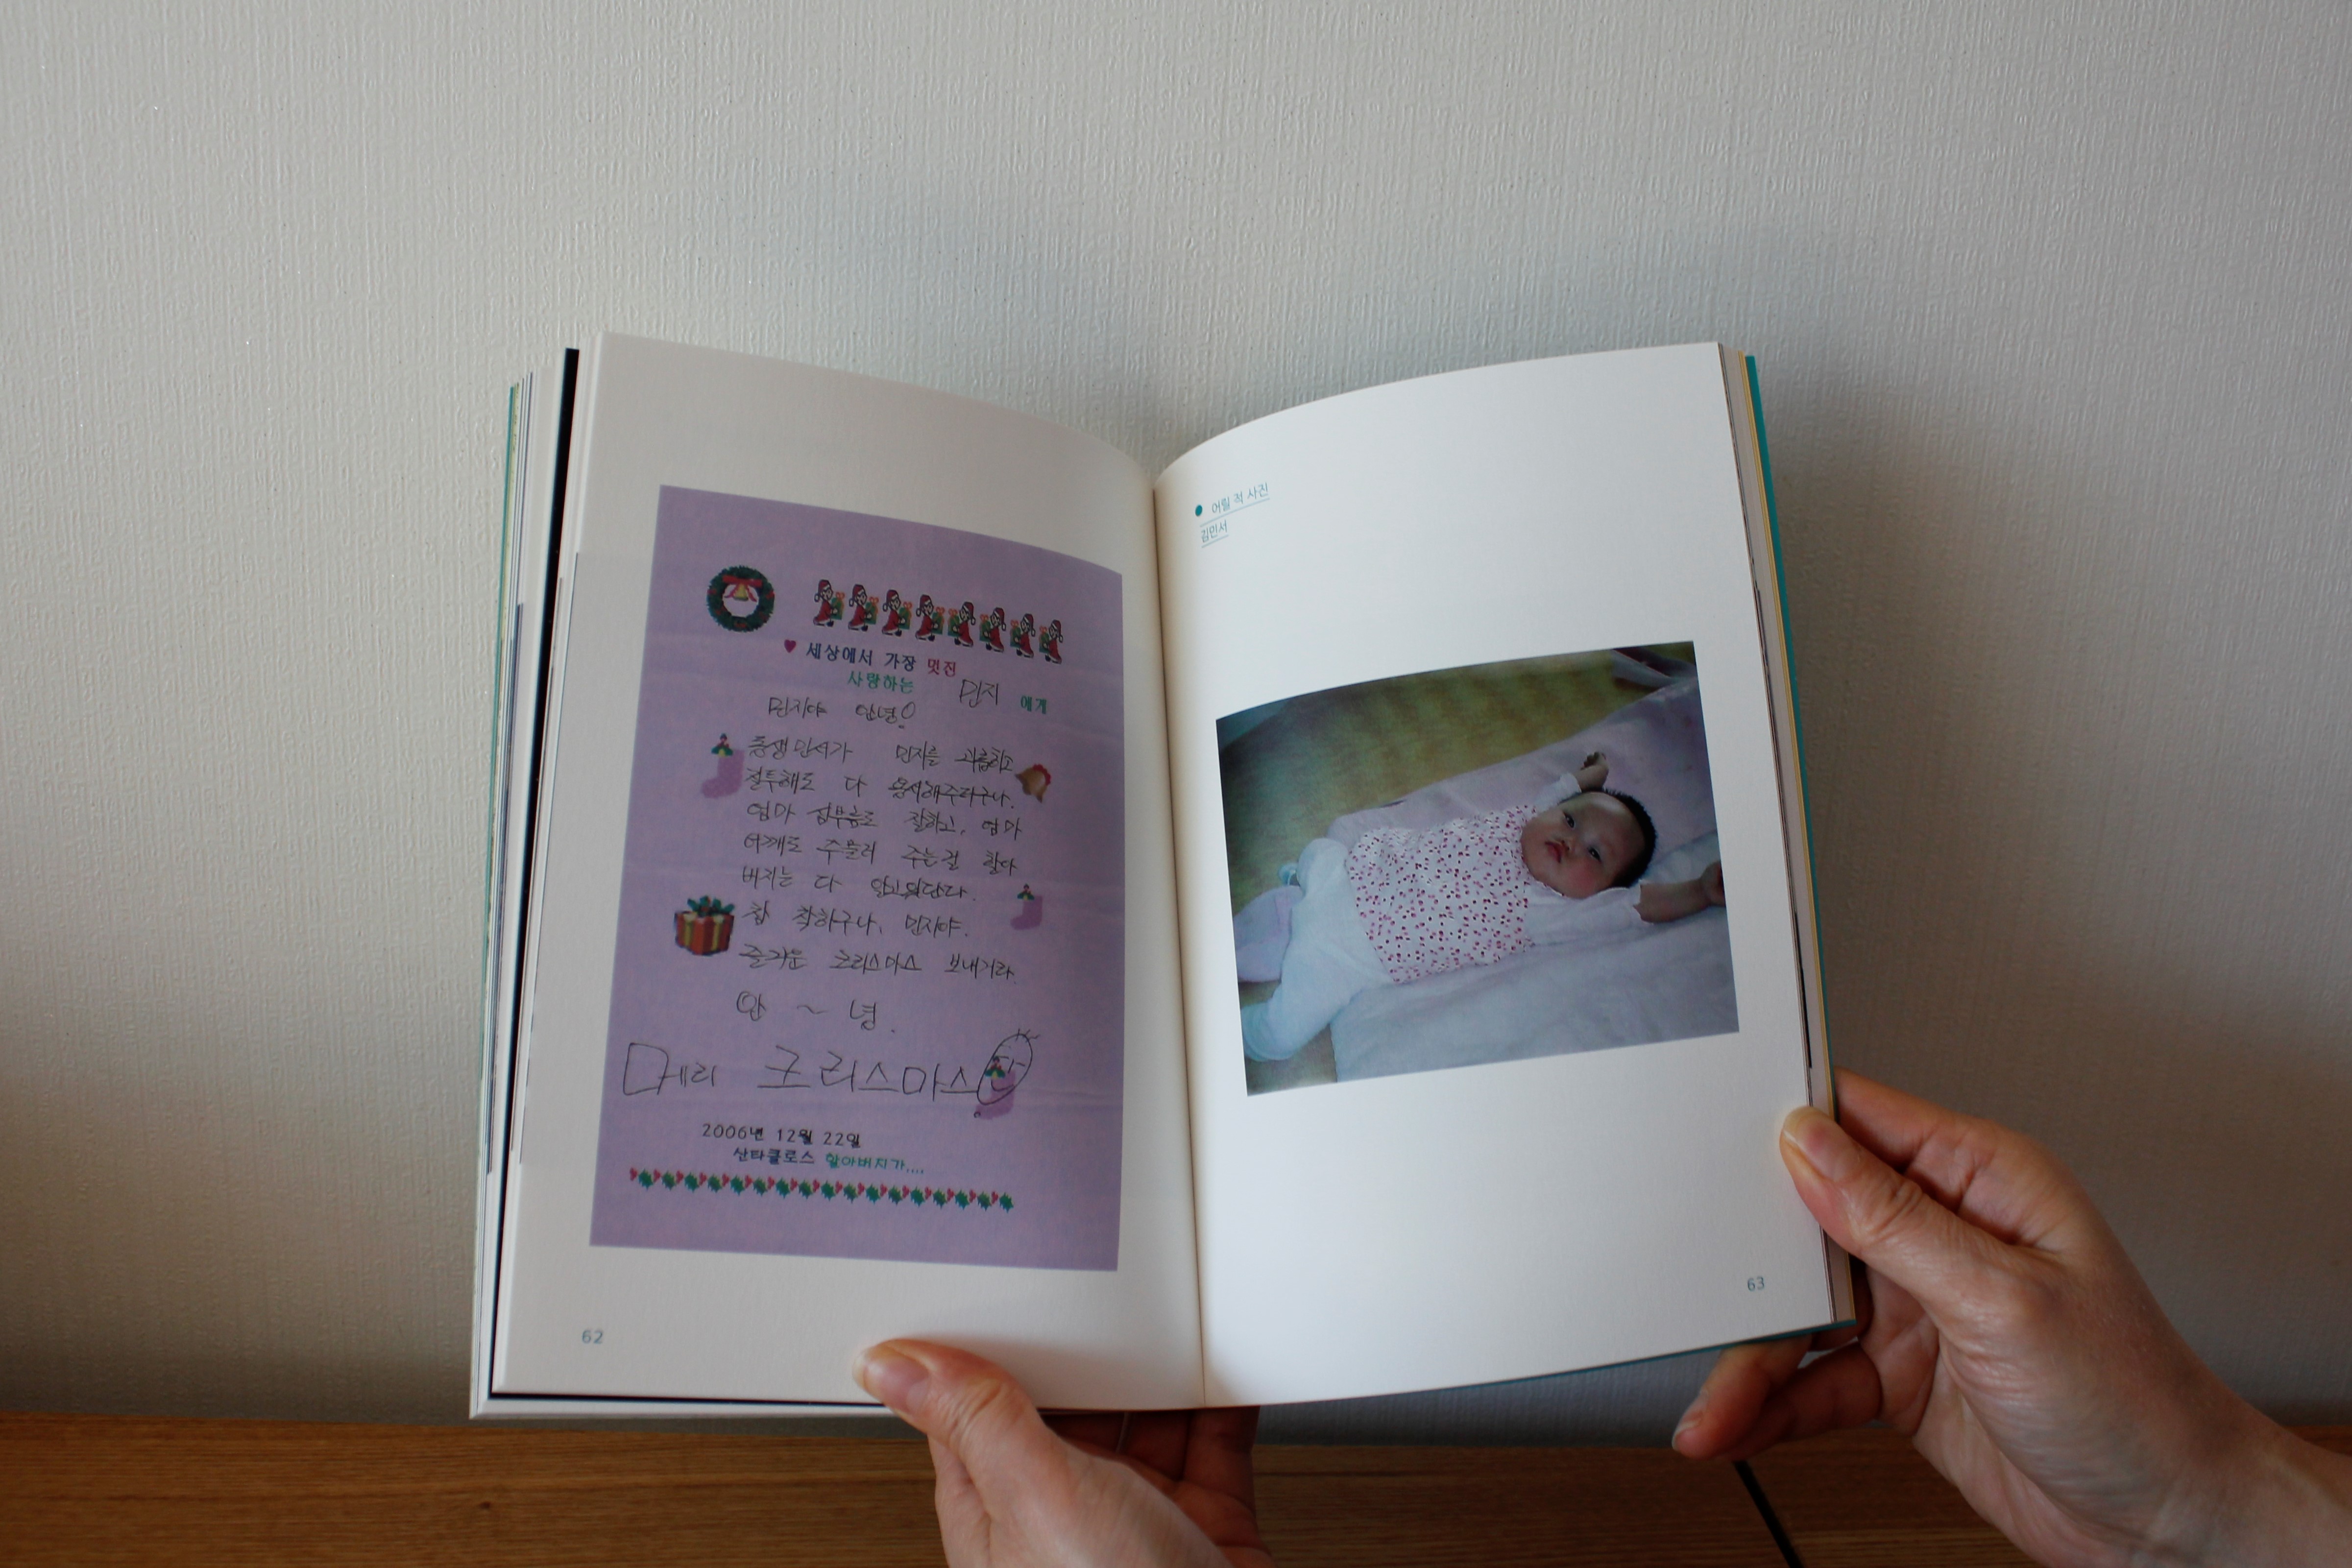 세상에서 가장 멋진
사랑하는 민지 에게
민지야 안녕!
동생 민서가 민지를 괴롭히고
질투해도 다 용서해주더구나.
엄마 심부름도 잘하고, 엄마
어깨도 주물러 주는걸 할아
버지는 다 알고있단다.
참 착하구나, 민지야.
즐거운 크리스마스 보내거라.
안 ~ 녕.
메리 크리스마스
2006년 12월 22일
산타클로스 할아버지가....
62
어릴 적 사진
김민서
63